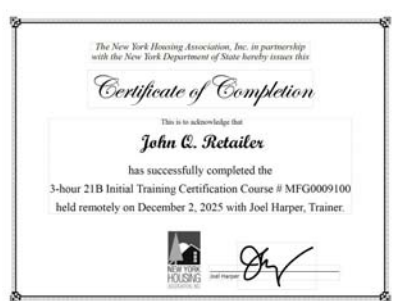 The New York Housing Association, Inc. in partnership
with the New York Department of State hereby issues this
Certificate of Completion
This is to acknowledge that
John Q. Retailer
has successfully completed the
3-hour 21B Initial Training Certification Course # MFG0009100
held remotely on December 2, 2025 with Joel Harper, Trainer.
NEW YORK
HOUSING
ASSOCIATION, INC
Joel Harper